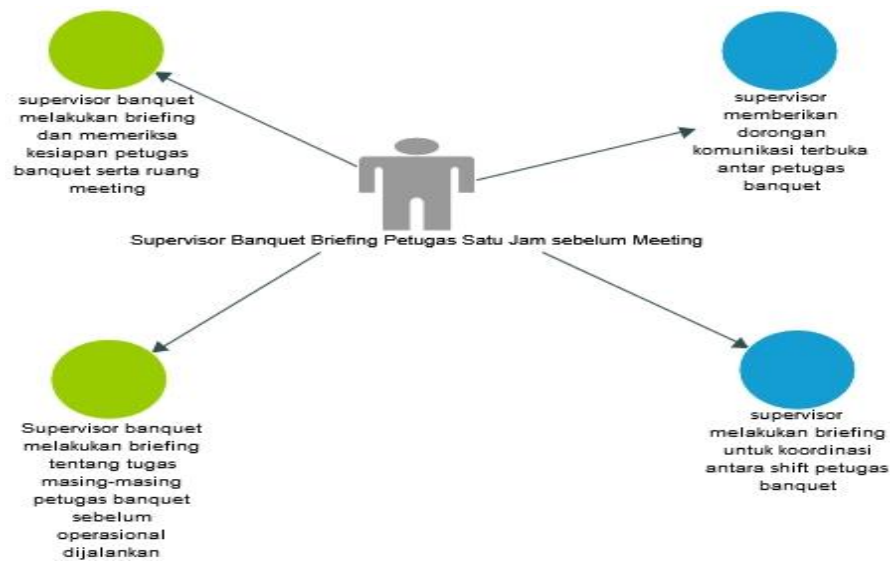 supervisor banquet
melakukan briefing
dan memeriksa
kesiapan petugas
banquet serta ruang
meeting
supervisor
memberikan
dorongan
komunikasi terbuka
antar petugas
banquet
Supervisor Banquet Briefing Petugas Satu Jam sebelum Meeting
Supervisor banquet
melakukan briefing
tentang tugas
masing-masing
petugas banquet
sebelum
operasional
dijalankan
supervisor
melakukan briefing
untuk koordinasi
antara shift petugas
banquet